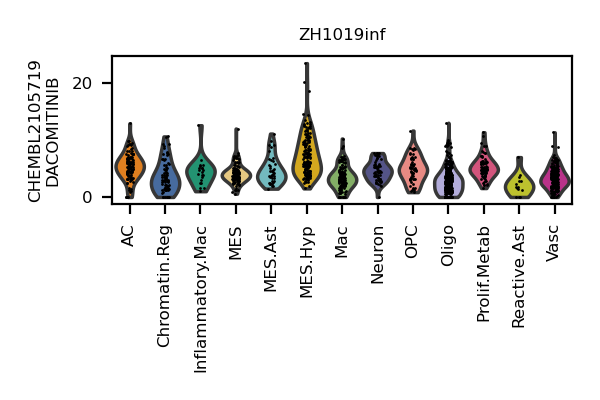 ZH1019inf
CHEMBL2105719
DACOMITINIB
20
0
AC
Chromatin.Reg
Inflammatory.Mac
MES
MES.Ast
MES.Hyp
Mac
Neuron
OPC
Oligo
Prolif.Metab
Reactive.Ast
Vasc